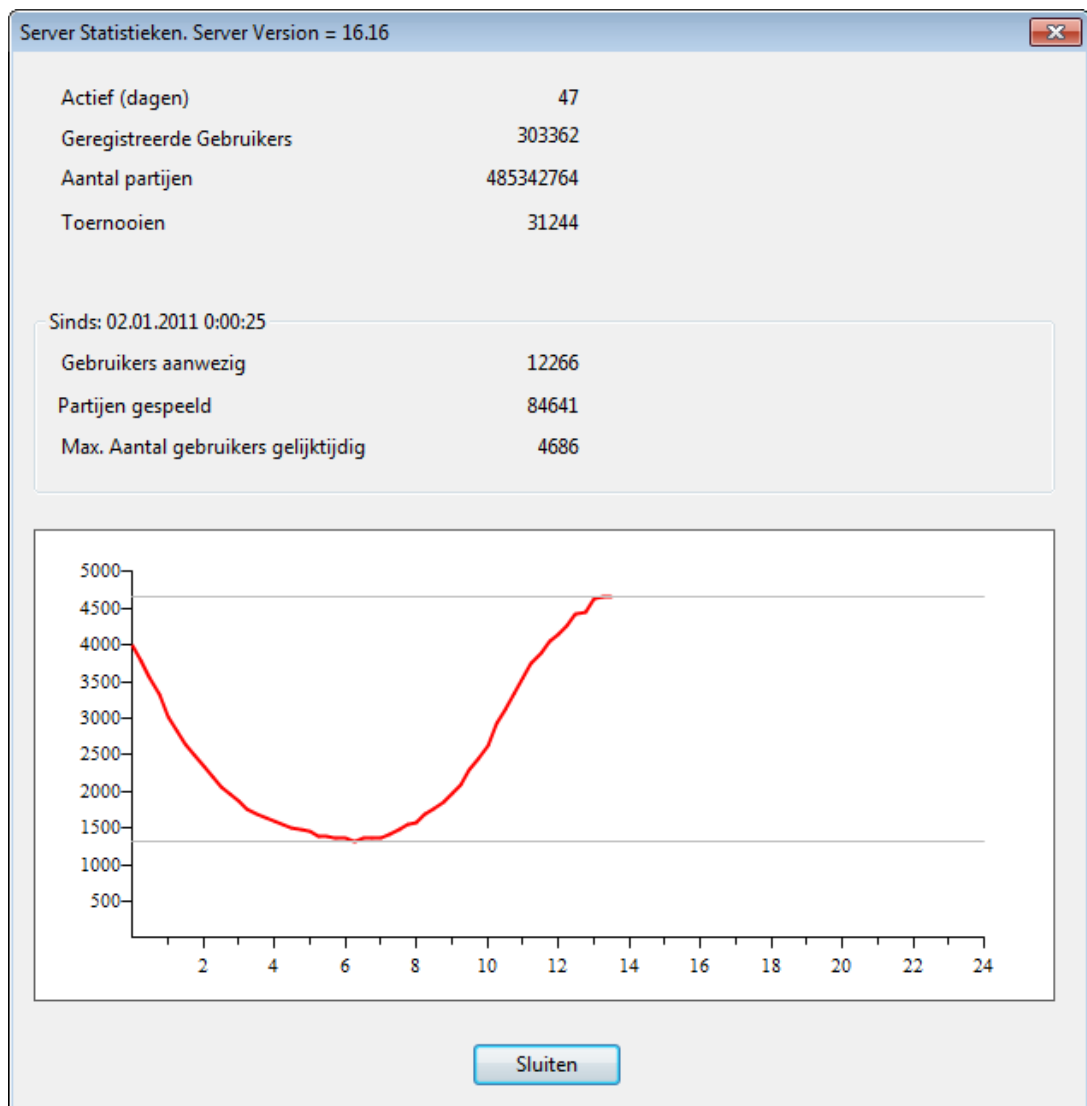 Server Statistieken. Server Version = 16.16
Actief (dagen) 47
Geregistreerde Gebruikers 303362
Aantal partijen 485342764
Toernooien 31244
Sinds: 02.01.2011 0:00:25
Gebruikers aanwezig 12266
Partijen gespeeld 84641
Max. Aantal gebruikers gelijktijdig 4686
5000
4500
4000
3500
3000
2500
2000
1500
1000
500
2 4 6 8 10 12 14 16 18 20 22 24
Sluiten